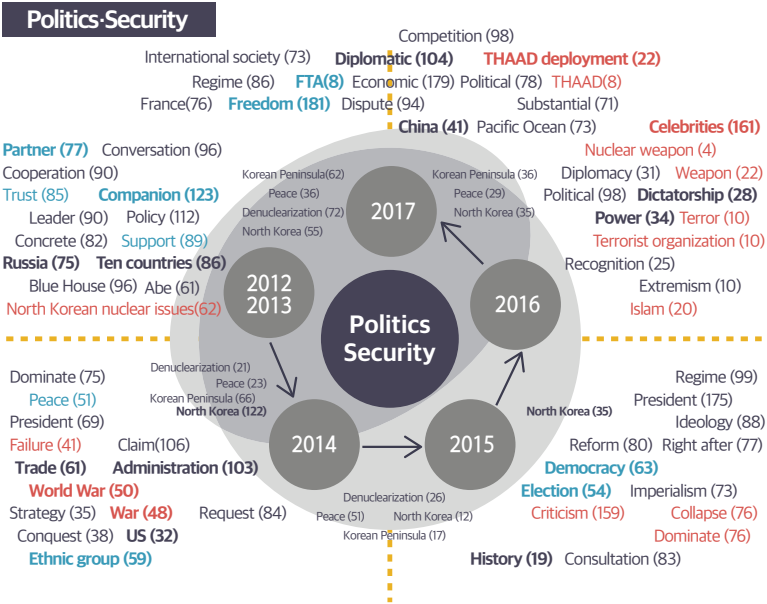 Politics·Security
Competition (98)
International society (73) Diplomatic (104) THAAD deployment (22)
Regime (86) FTA(8) Economic (179) Political (78) THAAD(8)
France(76) Freedom (181) Dispute (94) Substantial (71)
China (41) Pacific Ocean (73) Celebrities (161)
Partner (77) Conversation (96)
Cooperation (90)
Trust (85) Companion (123)
Leader (90) Policy (112)
Concrete (82) Support (89)
Russia (75) Ten countries (86)
Blue House (96) Abe (61)
North Korean nuclear issues(62)
Nuclear weapon (4)
Diplomacy (31) Weapon (22)
Political (98) Dictatorship (28)
Power (34) Terror (10)
Terrorist organization (10)
Recognition (25)
Extremism (10)
Islam (20)
Korean Peninsula(62)
Peace (36)
Denuclearization (72)
North Korea (55)
2017
Korean Peninsula (36)
Peace (29)
North Korea (35)
2012
2013
2016
Politics
Security
Denuclearization (21)
Peace (23)
Korean Peninsula (66)
North Korea (122)
2014
2015
North Korea (35)
Denuclearization (26)
Peace (51) North Korea (12)
Korean Peninsula (17)
Dominate (75)
Peace (51)
President (69)
Failure (41) Claim(106)
Trade (61) Administration (103)
World War (50)
Strategy (35) War (48) Request (84)
Conquest (38) US (32)
Ethnic group (59)
Regime (99)
President (175)
Ideology (88)
Reform (80) Right after (77)
Democracy (63)
Election (54) Imperialism (73)
Criticism (159) Collapse (76)
Dominate (76)
History (19) Consultation (83)